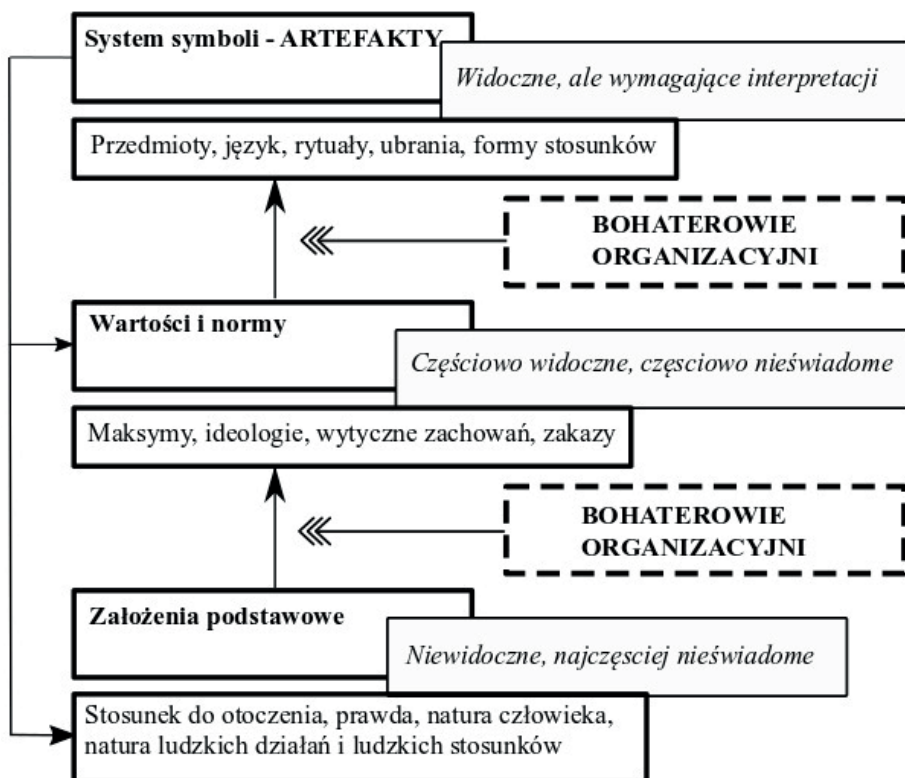 System symboli - ARTEFAKTY
Widoczne, ale wymagające interpretacji
Przedmioty, język, rytuały, ubrania, formy stosunków
BOHATEROWIE
ORGANIZACYJNI
Wartości i normy
Częściowo widoczne, częsciowo nieświadome
Maksymy, ideologie, wytyczne zachowań, zakazy
BOHATEROWIE
ORGANIZACYJNI
Założenia podstawowe
Niewidoczne, najczęsciej nieświadome
Stosunek do otoczenia, prawda, natura człowieka,
natura ludzkich działań i ludzkich stosunków